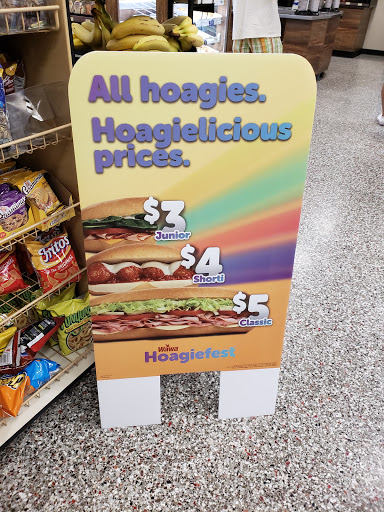 All hoagies.
Hoagielicious
prices.
$3
Junior
$4
Shorti
$5
Classic
Wawa
Hoagiefest
Fritos